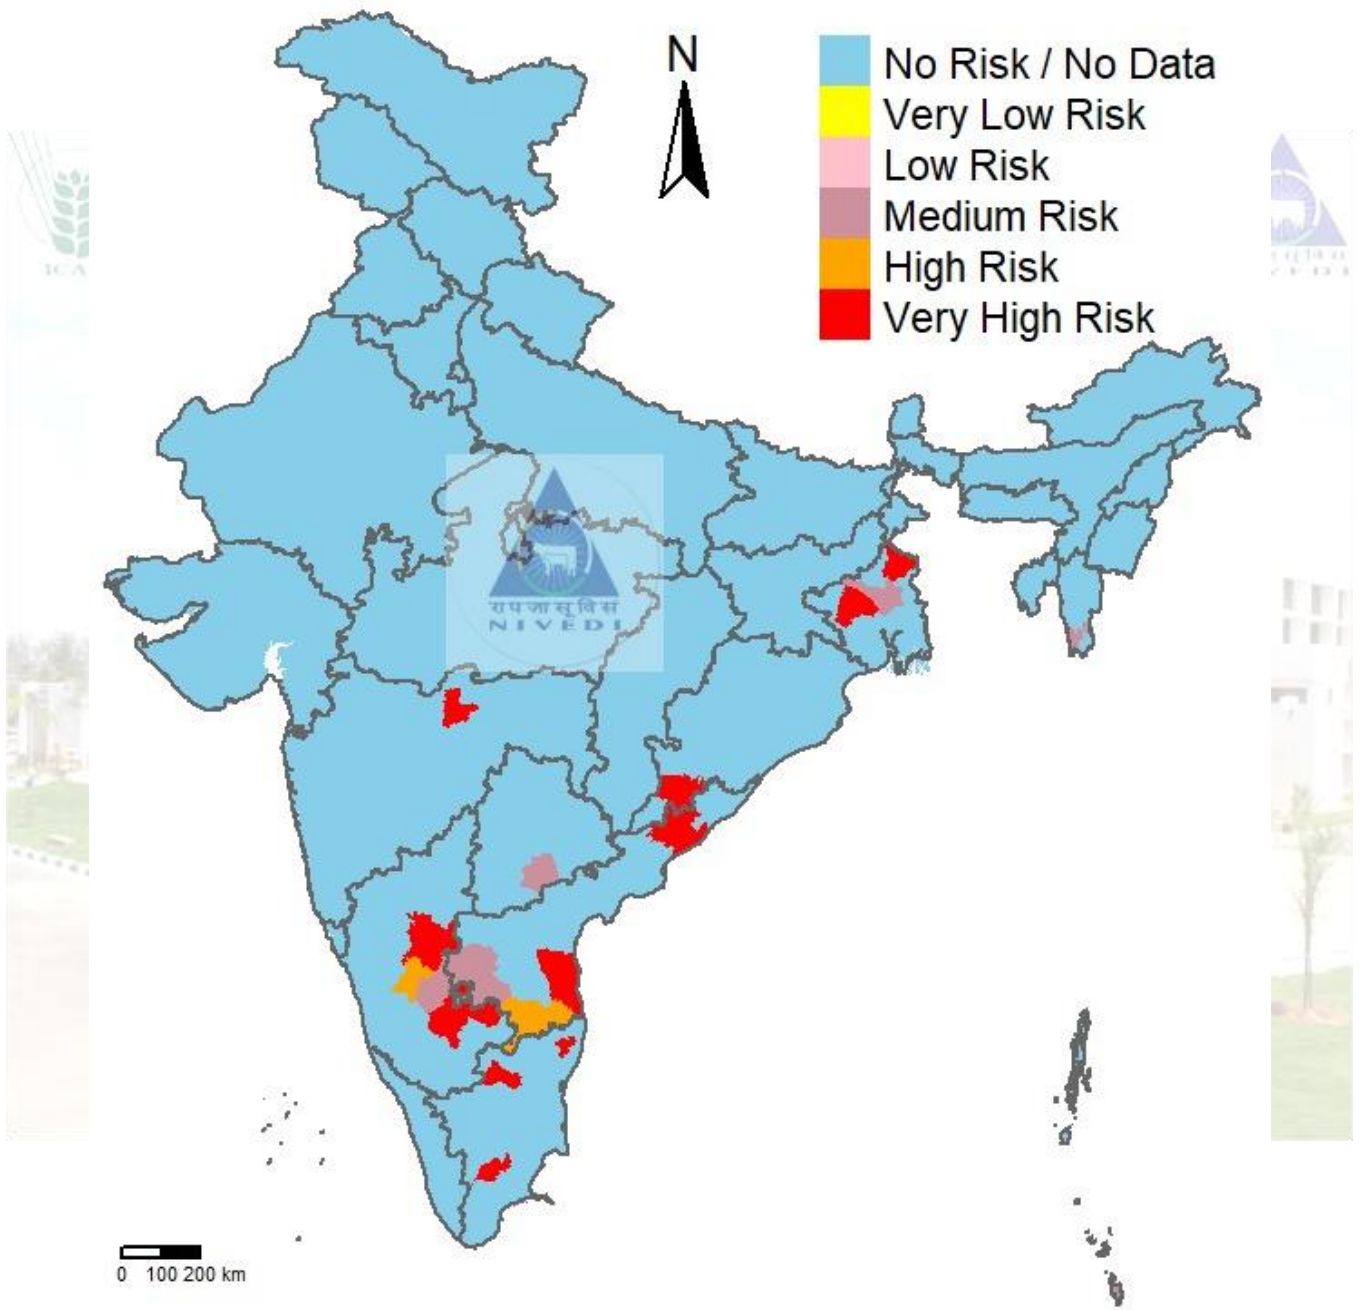 N
No Risk / No Data
Very Low Risk
Low Risk
Medium Risk
High Risk
Very High Risk
रापजासूविसं
NIVEDI
0 100 200 km